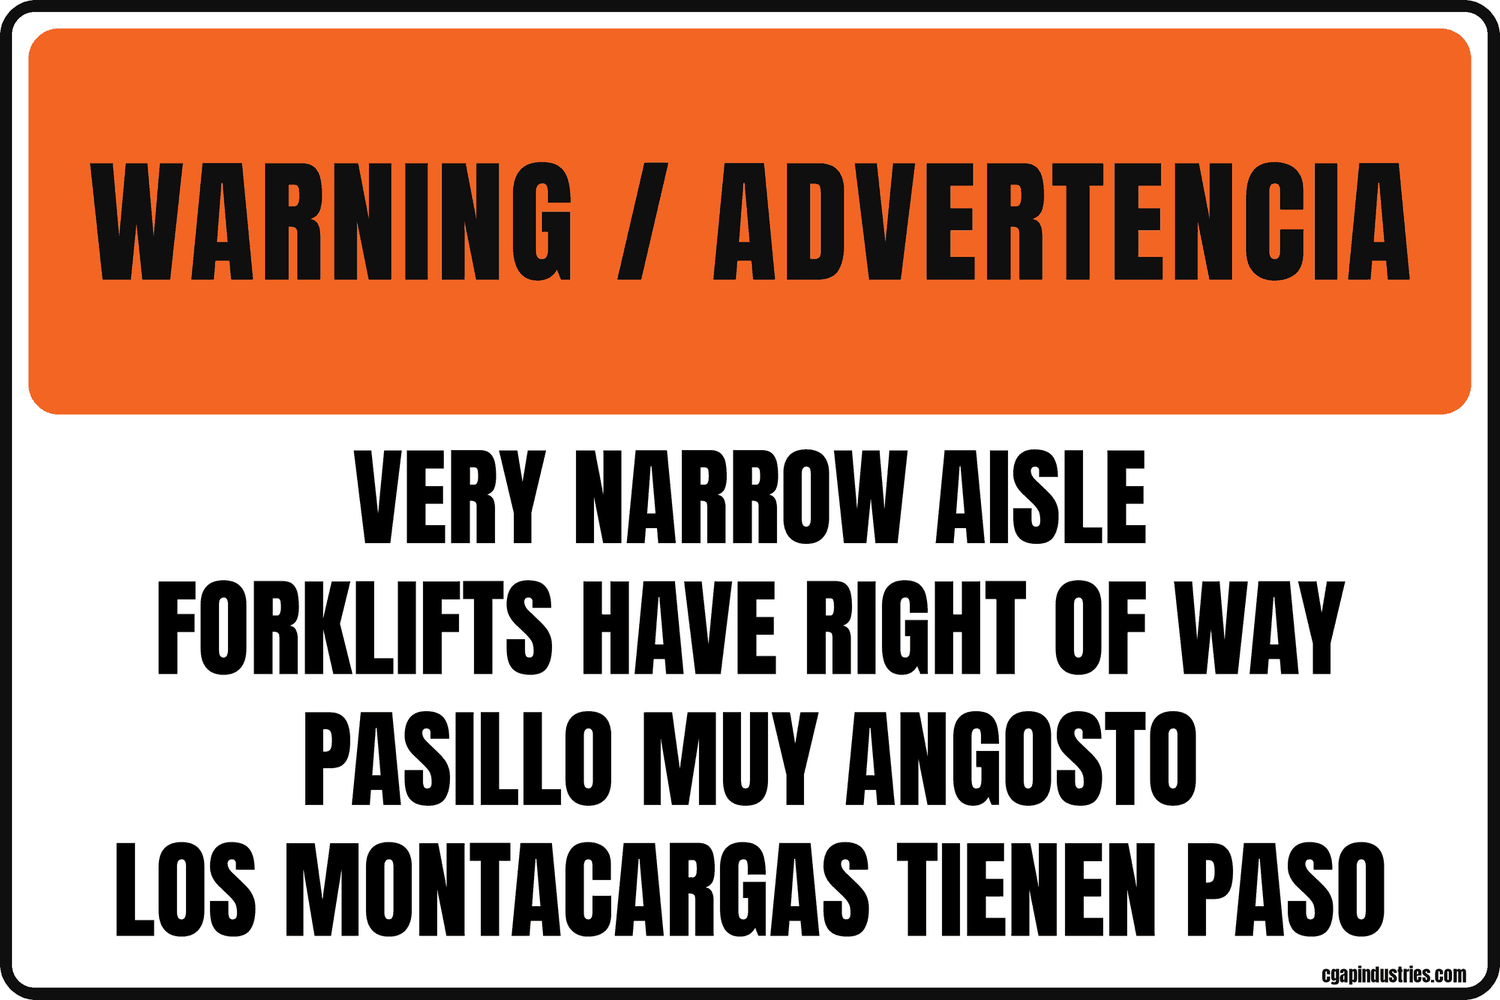 WARNING / ADVERTENCIA
VERY NARROW AISLE
FORKLIFTS HAVE RIGHT OF WAY
PASILLO MUY ANGOSTO
LOS MONTACARGAS TIENEN PASO
cgapindustries.com